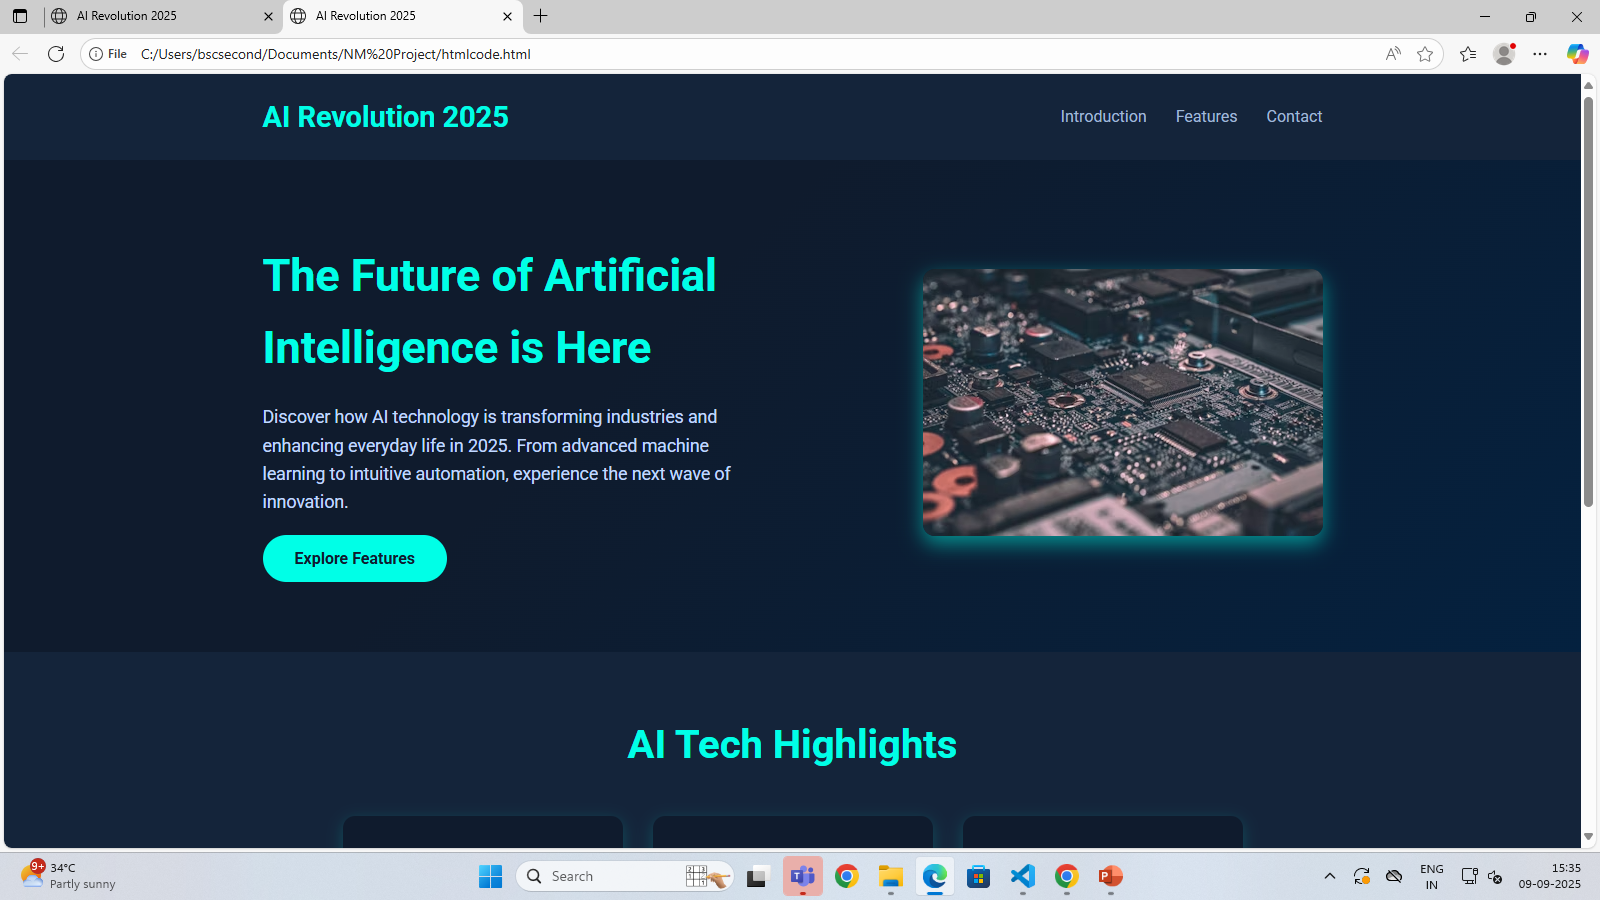 AI Revolution 2025
AI Revolution 2025
File
C:/Users/bscsecond/Documents/NM%20Project/htmlcode.html
AI Revolution 2025
Introduction
Features
Contact
The Future of Artificial
Intelligence is Here
Discover how AI technology is transforming industries and
enhancing everyday life in 2025. From advanced machine
learning to intuitive automation, experience the next wave of
innovation.
Explore Features
AI Tech Highlights
9+
34°C
Partly sunny
Search
ENG
IN
15:35
09-09-2025